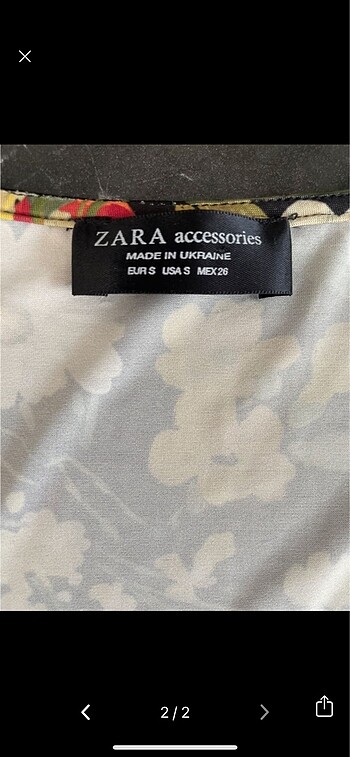 ZARA accessories
MADE IN UKRAINE
EUR S USA S MEX 26
2/2